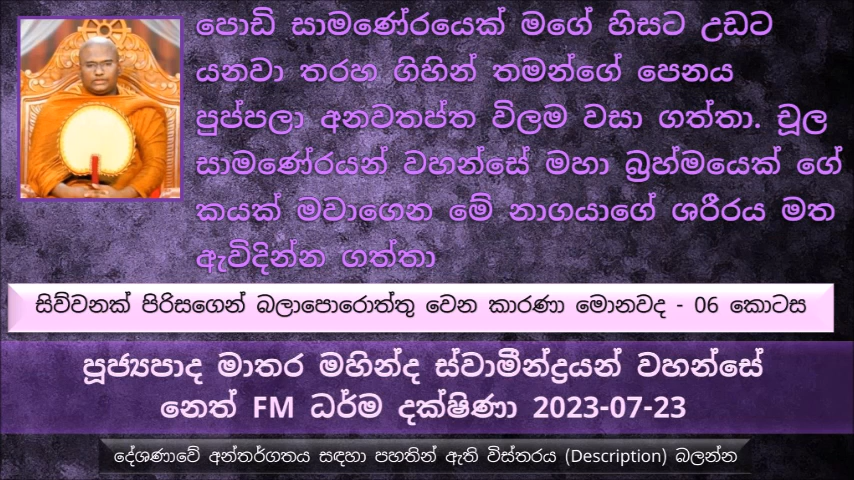 පොඩි සාමණේරයෙක් මගේ හිසට උඩට
යනවා තරහ ගිහින් තමන්ගේ පෙනය
පුප්පලා අනවතප්ත විලම වසා ගත්තා. චූල
සාමණේරයන් වහන්සේ මහා බ්‍රහ්මයෙක් ගේ
කයක් මවාගෙන මේ නාගයාගේ ශරීරය මත
ඇවිදින්න ගත්තා
සිව්වනක් පිරිසගෙන් බලාපොරොත්තු වෙන කාරණා මොනවද - 06 කොටස
පූජ්‍යපාද මාතර මහින්ද ස්වාමීන්ද්‍රයන් වහන්සේ
නෙත් FM ධර්ම දක්ෂිණා 2023-07-23
දේශණාවේ අන්තර්ගතය සඳහා පහතින් ඇති විස්තරය (Description) බලන්න